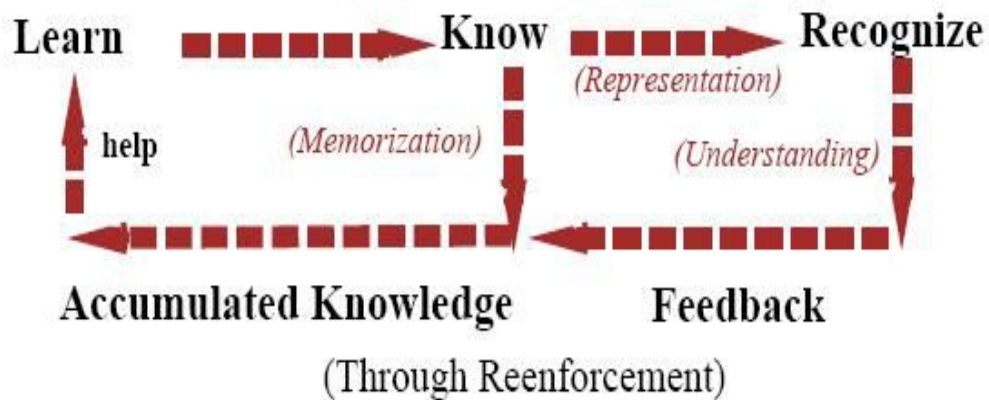 Learn Know Recognize
(Representation)
help (Memorization) (Understanding)
Accumulated Knowledge Feedback
(Through Reenforcement)